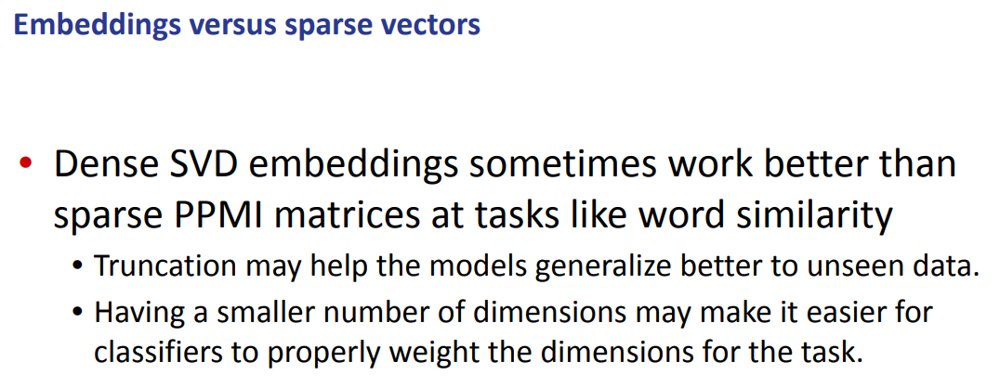 Embeddings versus sparse vectors
• Dense SVD embeddings sometimes work better than
sparse PPMI matrices at tasks like word similarity
• Truncation may help the models generalize better to unseen data.
• Having a smaller number of dimensions may make it easier for
classifiers to properly weight the dimensions for the task.